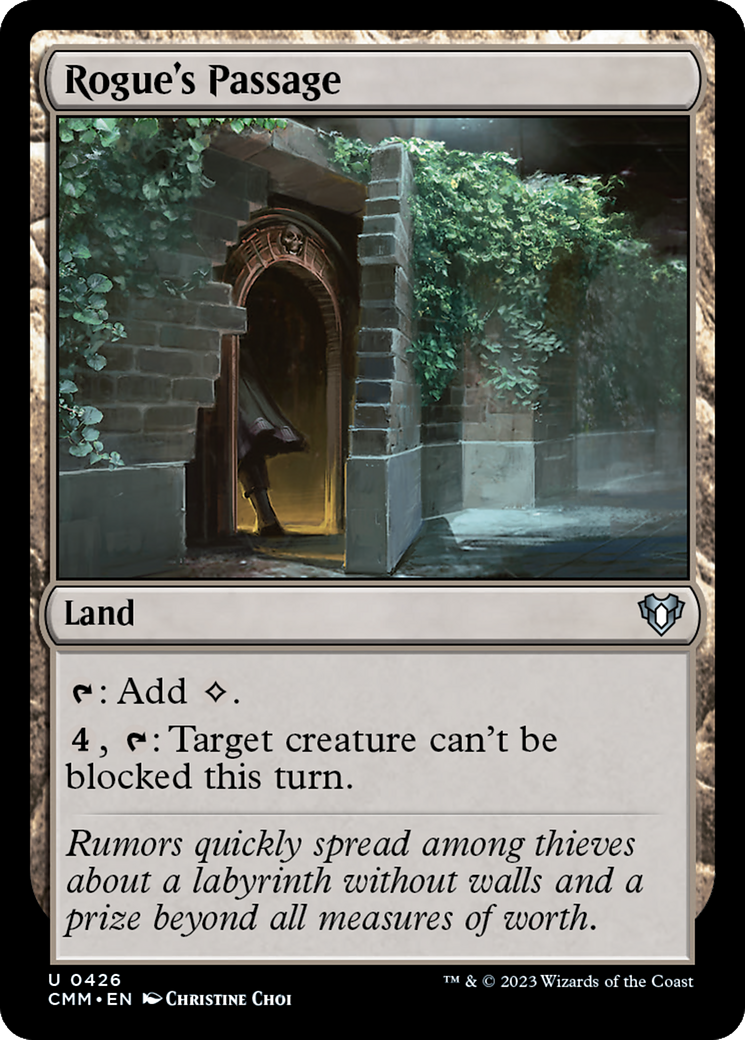 Rogue's Passage
Land
: Add .
4 , : Target creature can't be
blocked this turn.
Rumors quickly spread among thieves
about a labyrinth without walls and a
prize beyond all measures of worth.
U 0426
™ & © 2023 Wizards of the Coast
CMM • EN Christine Choi